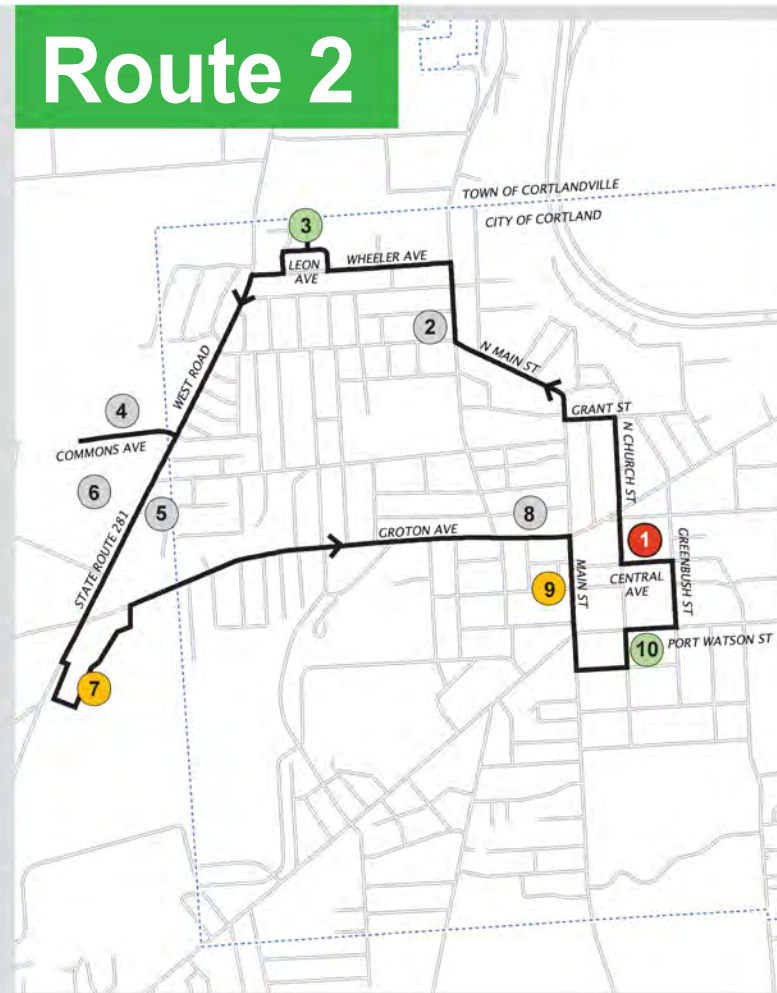 Route 2
TOWN OF CORTLANDVILLE
CITY OF CORTLAND
3
LEON
AVE
WHEELER AVE
2
N MAIN ST
WEST ROAD
4
COMMONS AVE
GRANT ST
N CHURCH ST
6
5
STATE ROUTE 281
8
GROTON AVE
1
GREENBUSH ST
CENTRAL
AVE
MAIN ST
9
10
PORT WATSON ST
7